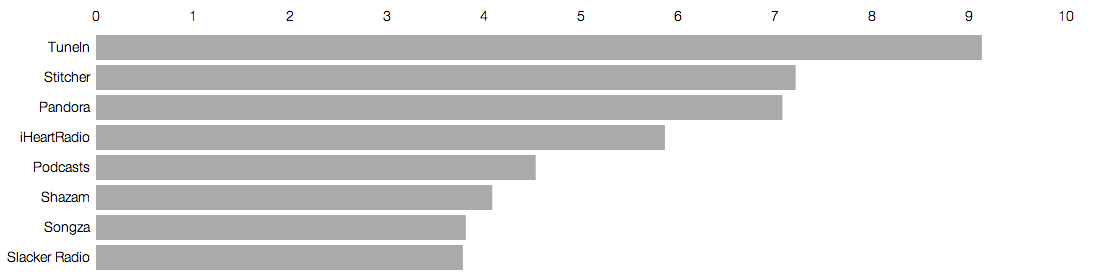 0 1 2 3 4 5 6 7 8 9 10
TuneIn
Stitcher
Pandora
iHeartRadio
Podcasts
Shazam
Songza
Slacker Radio